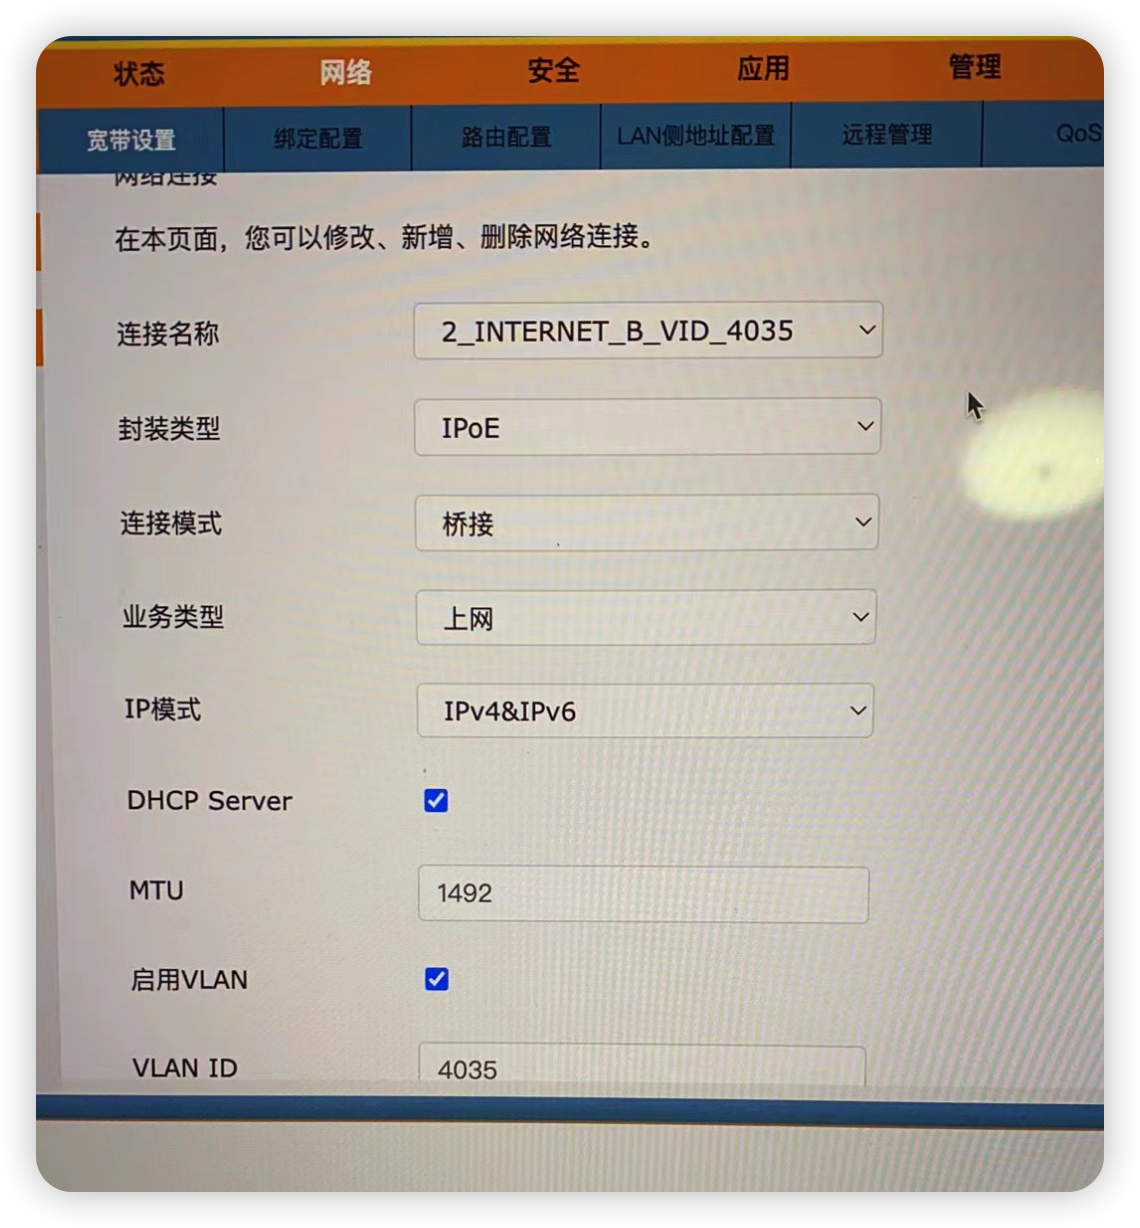 状态 网络 安全 应用 管理
宽带设置 绑定配置 路由配置 LAN侧地址配置 远程管理 QoS
网络连接
在本页面，您可以修改、新增、删除网络连接。
连接名称 2_INTERNET_B_VID_4035
封装类型 IPoE
连接模式 桥接
业务类型 上网
IP模式 IPv4&IPv6
DHCP Server
MTU 1492
启用VLAN
VLAN ID 4035